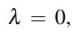 λ = 0,